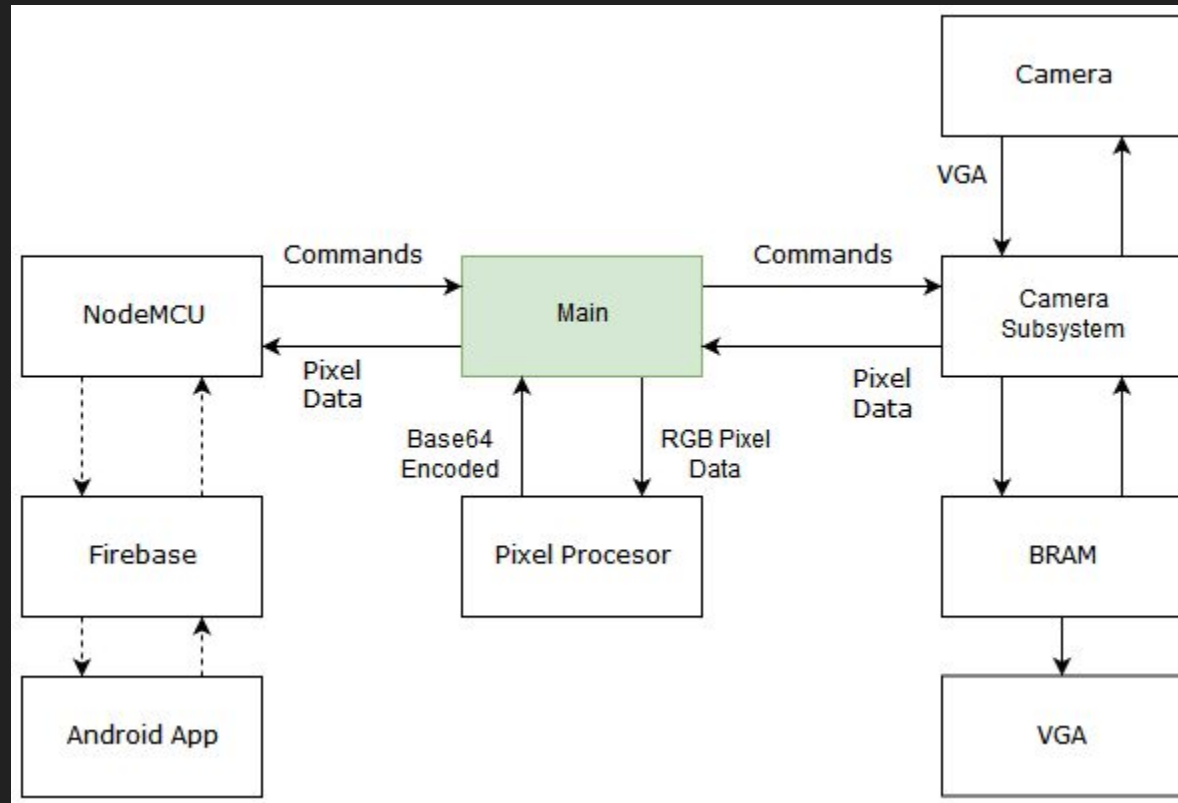 Camera
VGA
Commands
Commands
NodeMCU
Main
Camera
Subsystem
Pixel
Data
Pixel
Data
Base64
Encoded
RGB Pixel
Data
Firebase
Pixel Procesor
BRAM
Android App
VGA